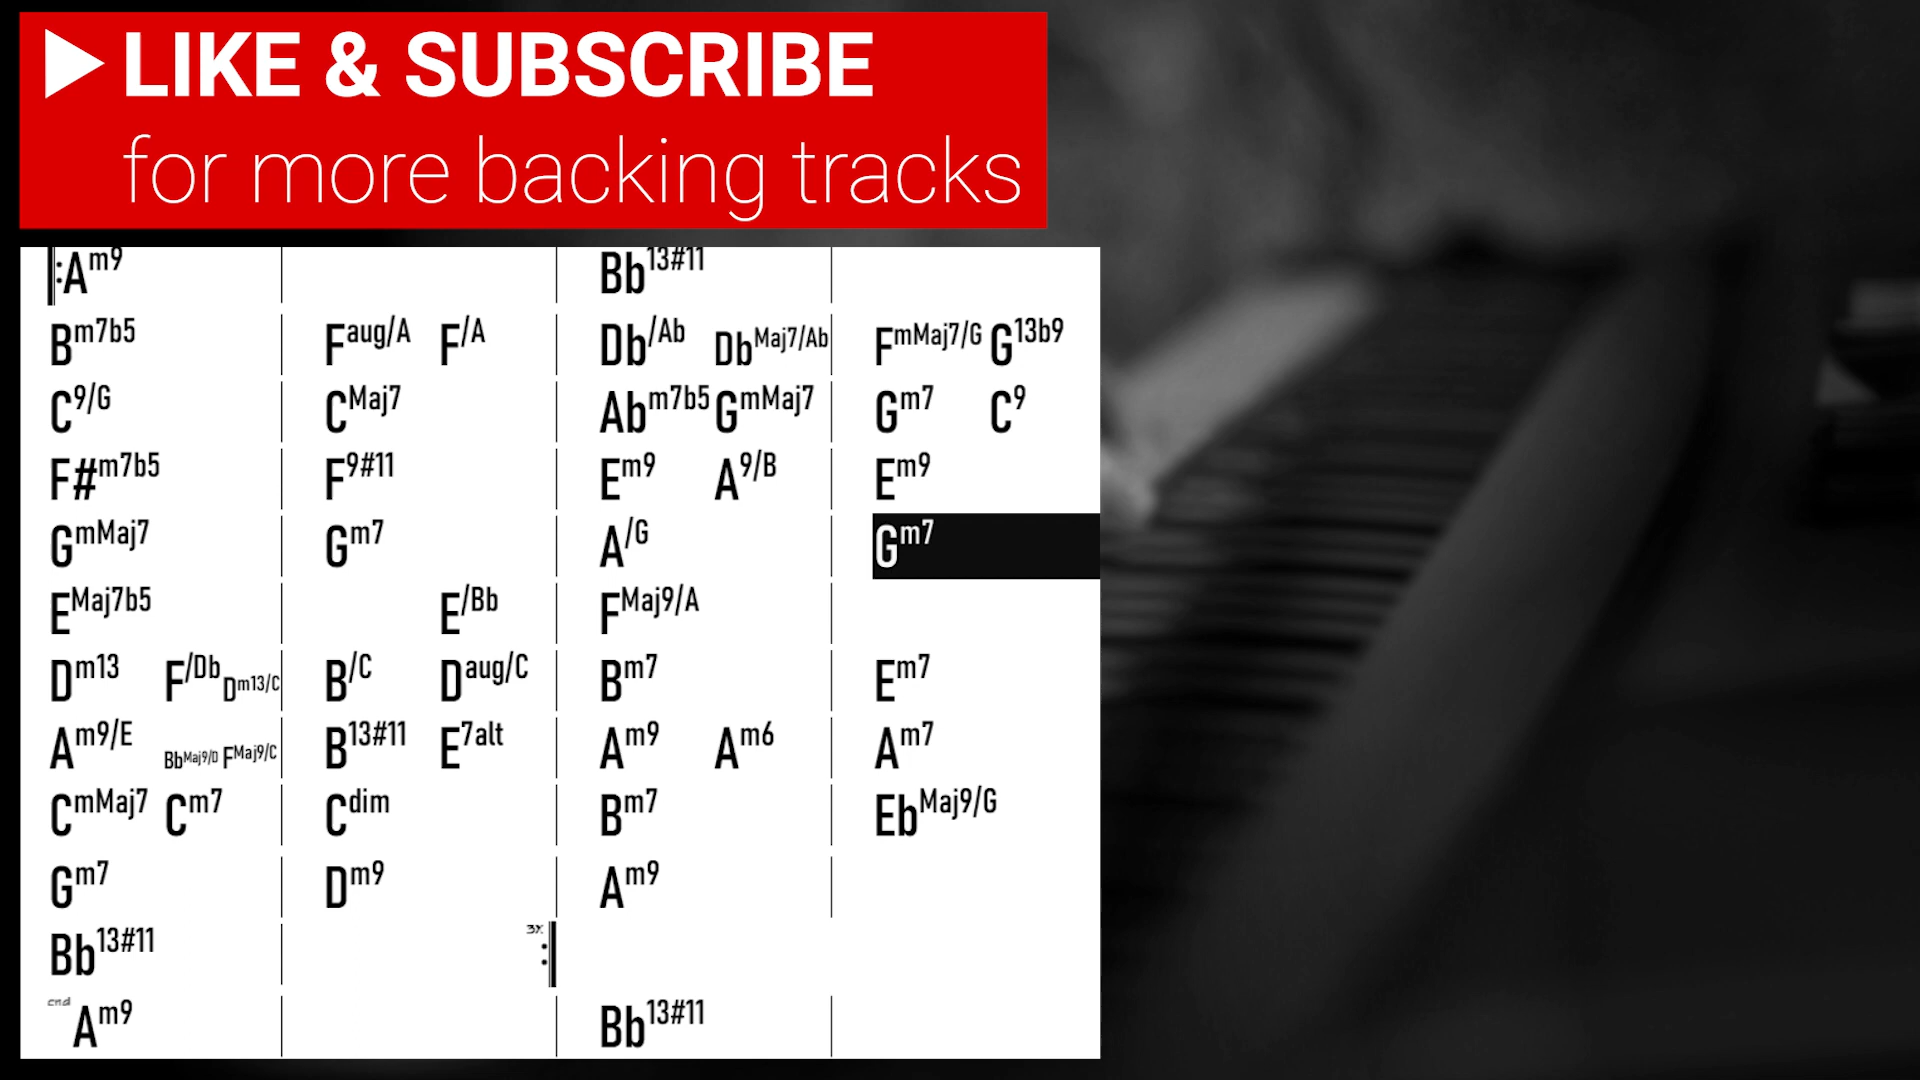 LIKE & SUBSCRIBE
for more backing tracks
Am9 Bb13#11
Bm7b5 Faug/A F/A Db/Ab DbMaj7/Ab FmMaj7/G G13b9
C9/G CMaj7 Abm7b5 GmMaj7 Gm7 C9
F#m7b5 F9#11 Em9 A9/B Em9
GmMaj7 Gm7 A/G Gm7
EMaj7b5 E/Bb FMaj9/A
Dm13 F/Db Dm13/C B/C Daug/C Bm7 Em7
Am9/E BbMaj9/D FMaj9/C B13#11 E7alt Am9 Am6 Am7
CmMaj7 Cm7 Cdim Bm7 EbMaj9/G
Gm7 Dm9 Am9
Bb13#11 3x
end Am9 Bb13#11